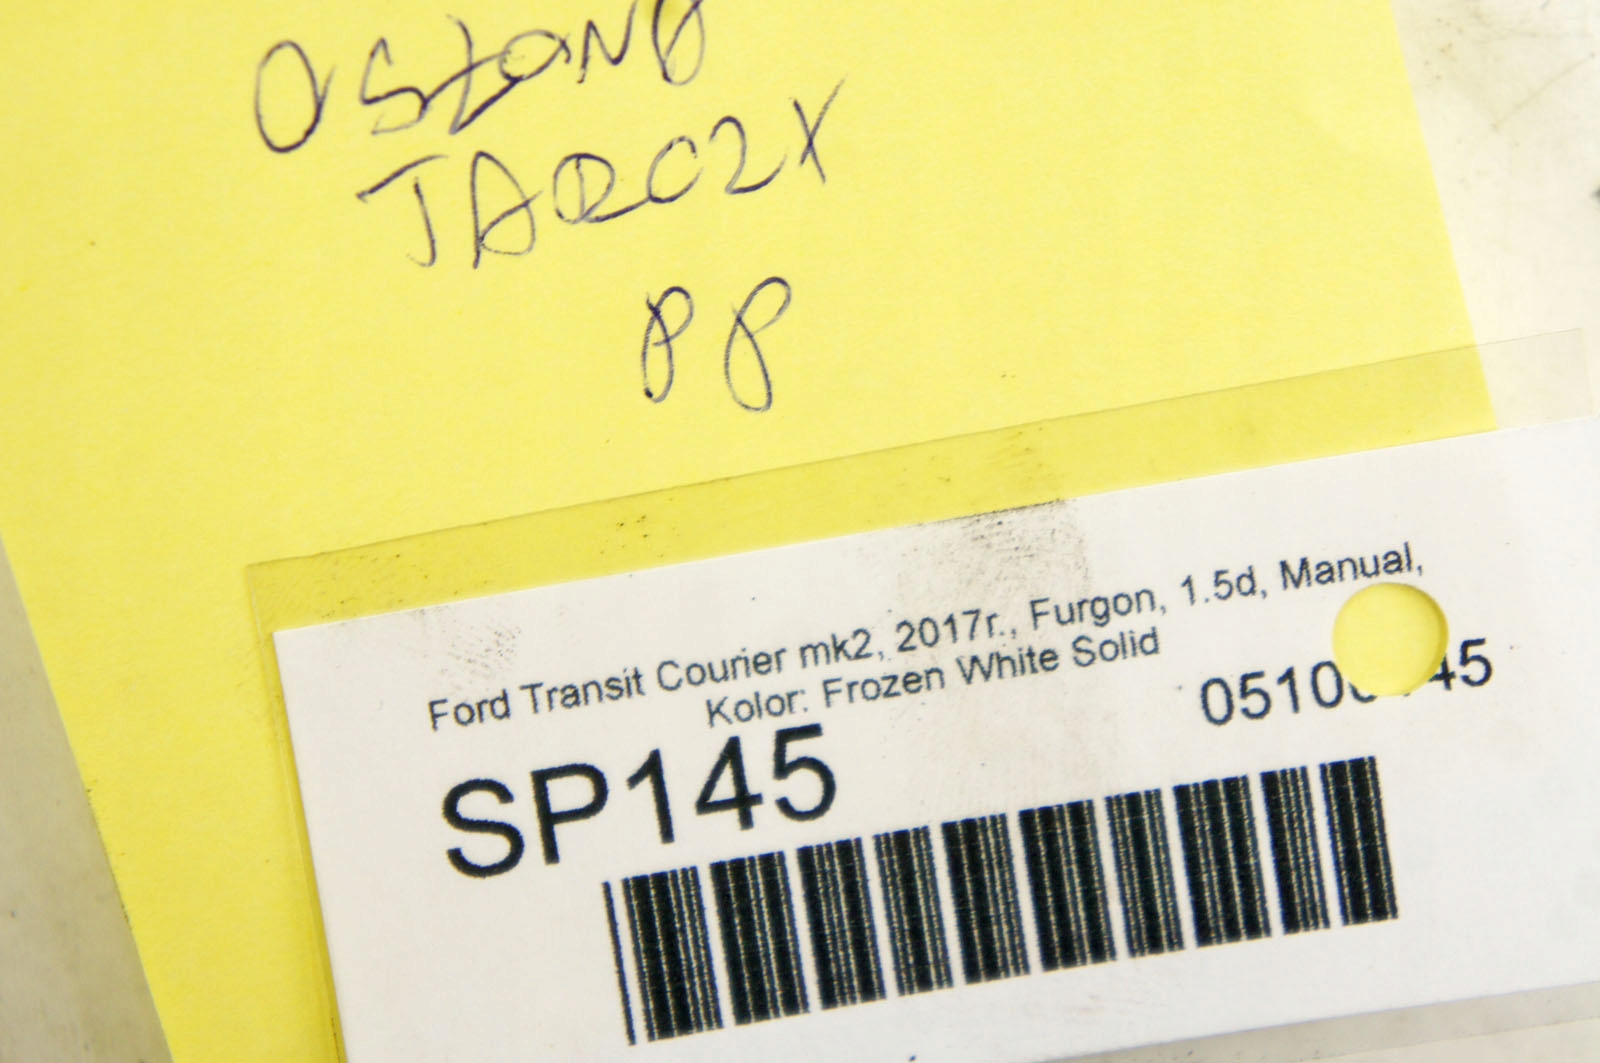 OSŁONA
TARCZY
PP
Ford Transit Courier mk2, 2017r., Furgon, 1.5d, Manual,
Kolor: Frozen White Solid
SP145